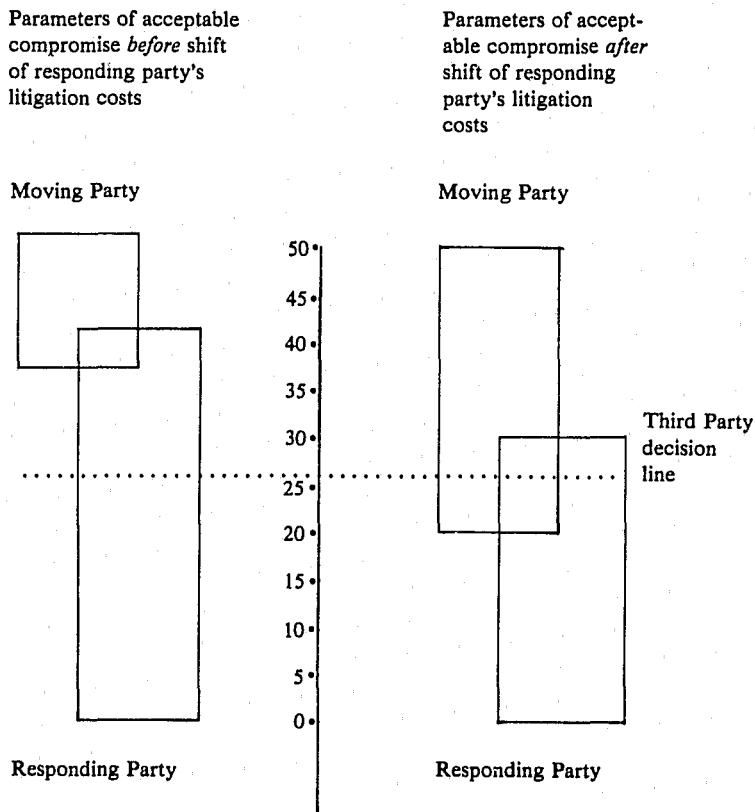 Parameters of acceptable
compromise before shift
of responding party's
litigation costs
Parameters of accept-
able compromise after
shift of responding
party's litigation
costs
Moving Party
Moving Party
50
45
40
35
30
25
20
15
10
5
0
Third Party
decision
line
Responding Party
Responding Party